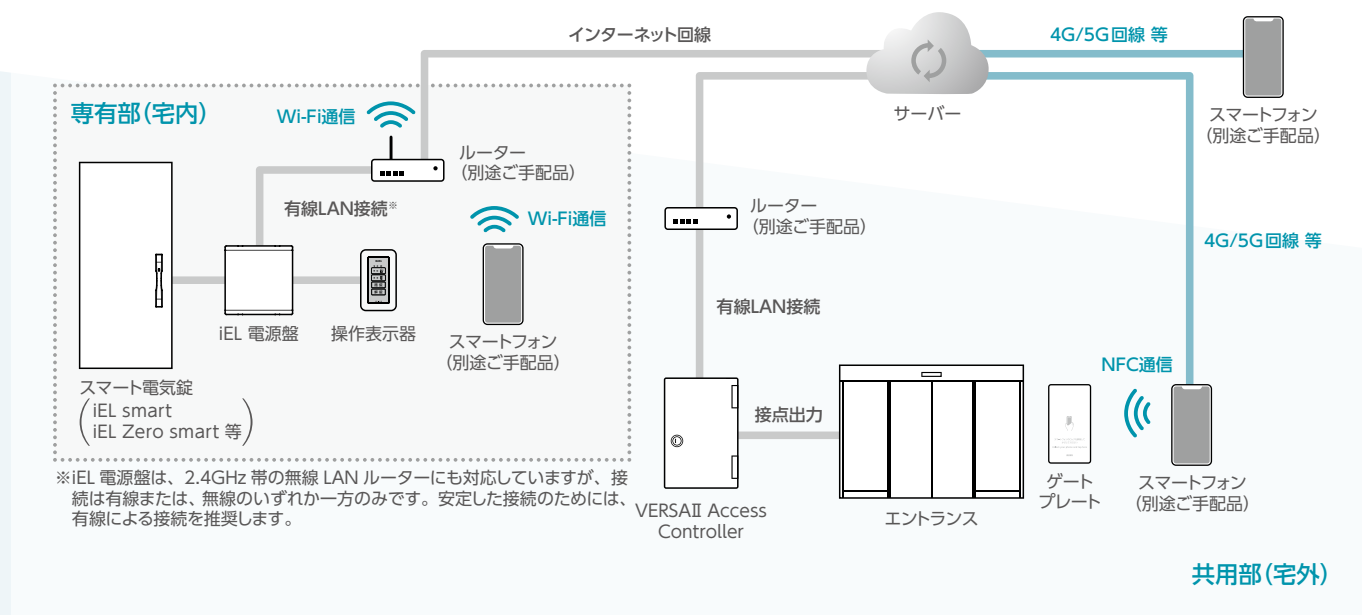 インターネット回線
4G/5G回線 等
サーバー
スマートフォン
(別途ご手配品)
専有部(宅内)
Wi-Fi通信
ルーター
(別途ご手配品)
有線LAN接続※
Wi-Fi通信
iEL 電源盤
操作表示器
スマートフォン
(別途ご手配品)
スマート電気錠
(iEL smart
iEL Zero smart 等)
※iEL 電源盤は、2.4GHz 帯の無線 LAN ルーターにも対応していますが、接
続は有線または、無線のいずれか一方のみです。安定した接続のためには、
有線による接続を推奨します。
ルーター
(別途ご手配品)
4G/5G回線 等
有線LAN接続
NFC通信
接点出力
VERSAⅡ Access
Controller
エントランス
ゲート
プレート
スマートフォン
(別途ご手配品)
共用部(宅外)